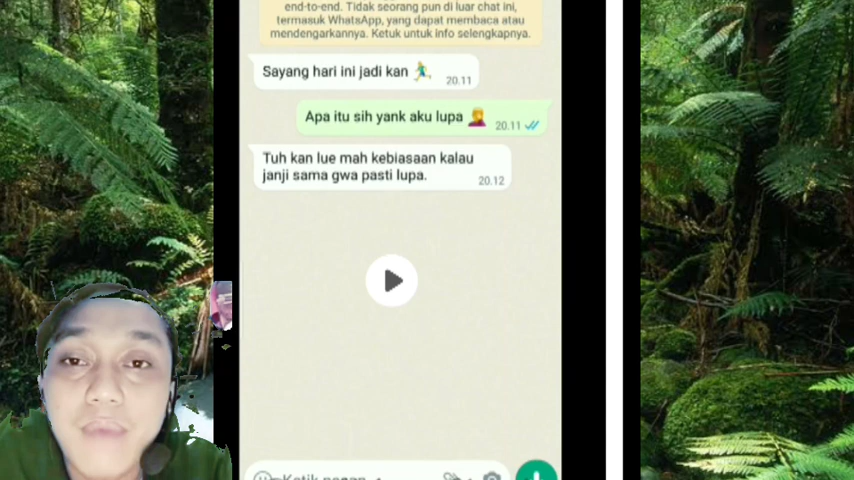 end-to-end. Tidak seorang pun di luar chat ini,
termasuk WhatsApp, yang dapat membaca atau
mendengarkannya. Ketuk untuk info selengkapnya.
Sayang hari ini jadi kan 🏃‍♂️
20.11
Apa itu sih yank aku lupa 🤦
20.11
Tuh kan lue mah kebiasaan kalau
janji sama gwa pasti lupa.
20.12
Ketik pesan